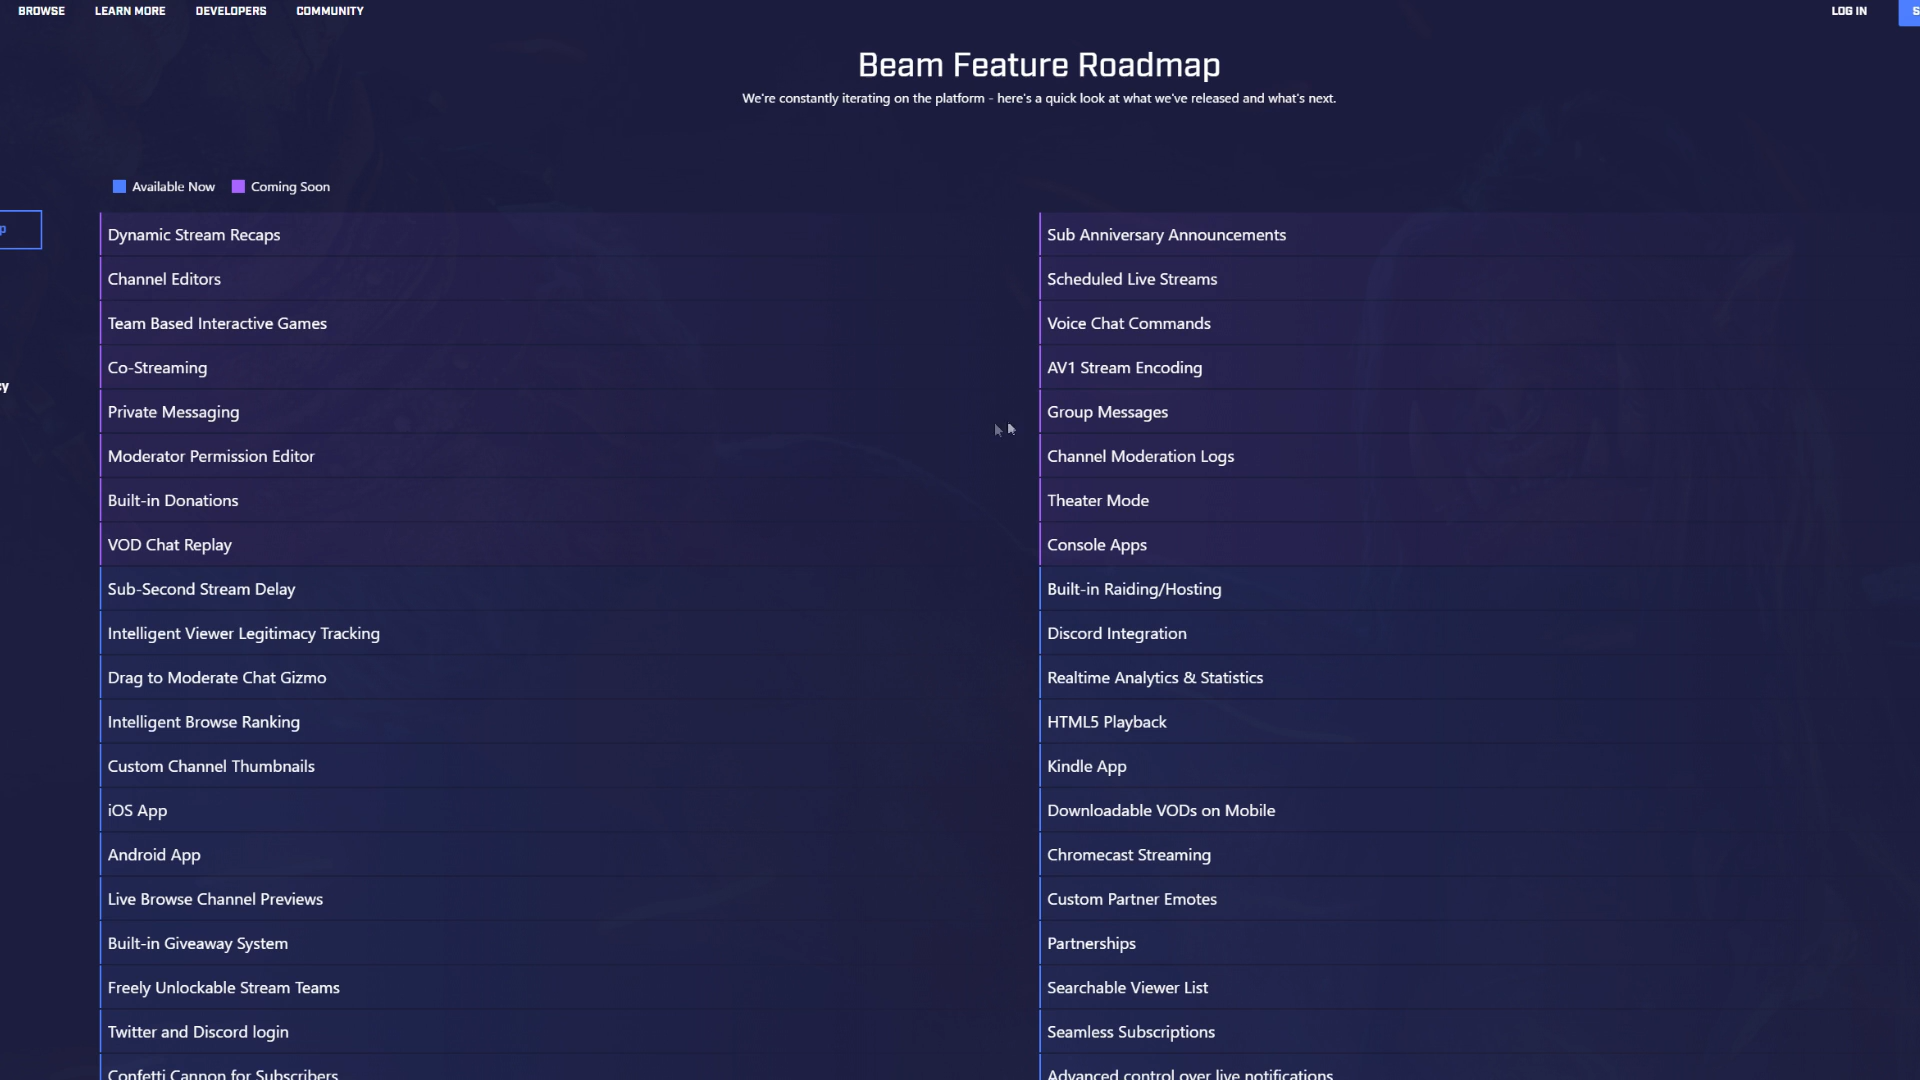 BROWSE LEARN MORE DEVELOPERS COMMUNITY LOG IN S
Beam Feature Roadmap
We're constantly iterating on the platform - here's a quick look at what we've released and what's next.
Available Now Coming Soon
p
cy
Dynamic Stream Recaps
Channel Editors
Team Based Interactive Games
Co-Streaming
Private Messaging
Moderator Permission Editor
Built-in Donations
VOD Chat Replay
Sub-Second Stream Delay
Intelligent Viewer Legitimacy Tracking
Drag to Moderate Chat Gizmo
Intelligent Browse Ranking
Custom Channel Thumbnails
iOS App
Android App
Live Browse Channel Previews
Built-in Giveaway System
Freely Unlockable Stream Teams
Twitter and Discord login
Confetti Cannon for Subscribers
Sub Anniversary Announcements
Scheduled Live Streams
Voice Chat Commands
AV1 Stream Encoding
Group Messages
Channel Moderation Logs
Theater Mode
Console Apps
Built-in Raiding/Hosting
Discord Integration
Realtime Analytics & Statistics
HTML5 Playback
Kindle App
Downloadable VODs on Mobile
Chromecast Streaming
Custom Partner Emotes
Partnerships
Searchable Viewer List
Seamless Subscriptions
Advanced control over live notifications